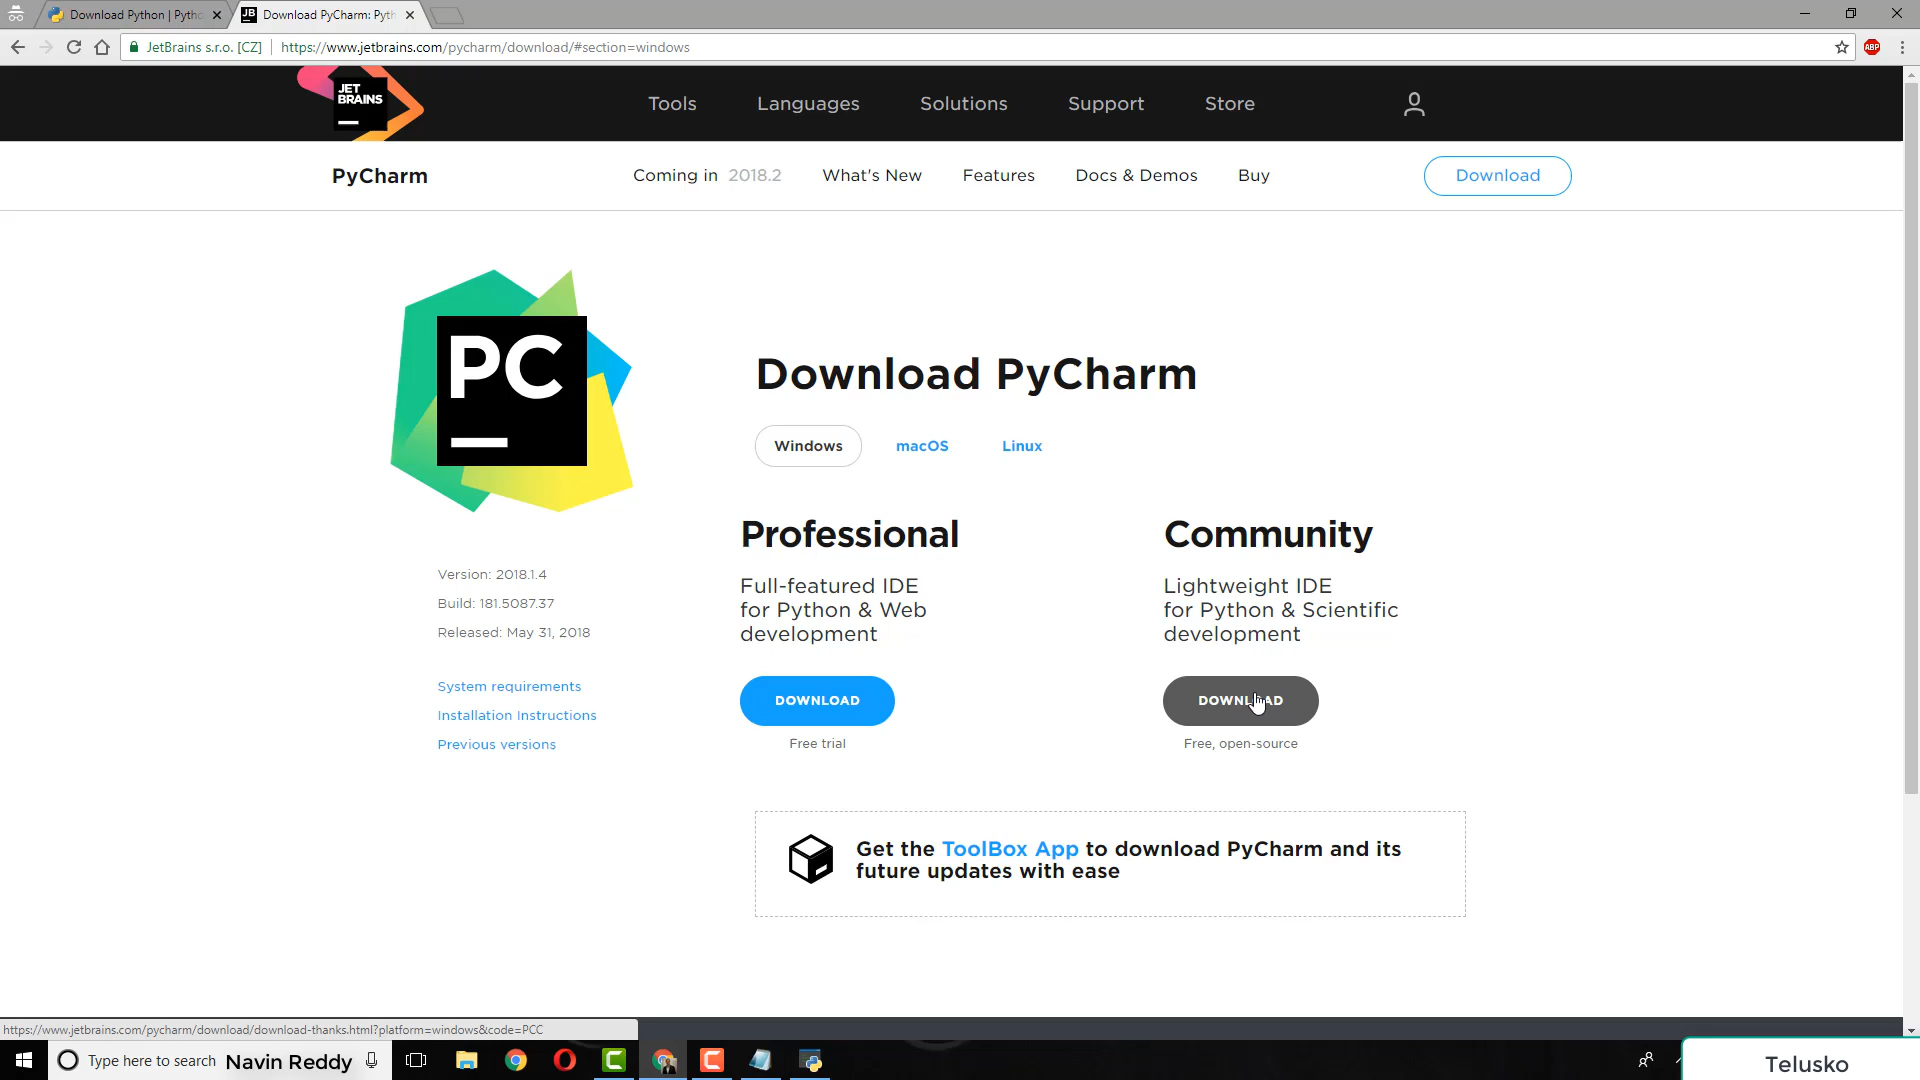 Download Python | Pytho
JB
Download PyCharm: Pyth
JetBrains s.r.o. [CZ]
https://www.jetbrains.com/pycharm/download/#section=windows
ABP
JET
BRAINS
Tools
Languages
Solutions
Support
Store
PyCharm
Coming in 2018.2
What's New
Features
Docs & Demos
Buy
Download
PC
Download PyCharm
Windows
macOS
Linux
Version: 2018.1.4
Build: 181.5087.37
Released: May 31, 2018
System requirements
Installation Instructions
Previous versions
Professional
Full-featured IDE
for Python & Web
development
DOWNLOAD
Free trial
Community
Lightweight IDE
for Python & Scientific
development
DOWNLOAD
Free, open-source
Get the ToolBox App to download PyCharm and its
future updates with ease
https://www.jetbrains.com/pycharm/download/download-thanks.html?platform=windows&code=PCC
Type here to search
Navin Reddy
Telusko